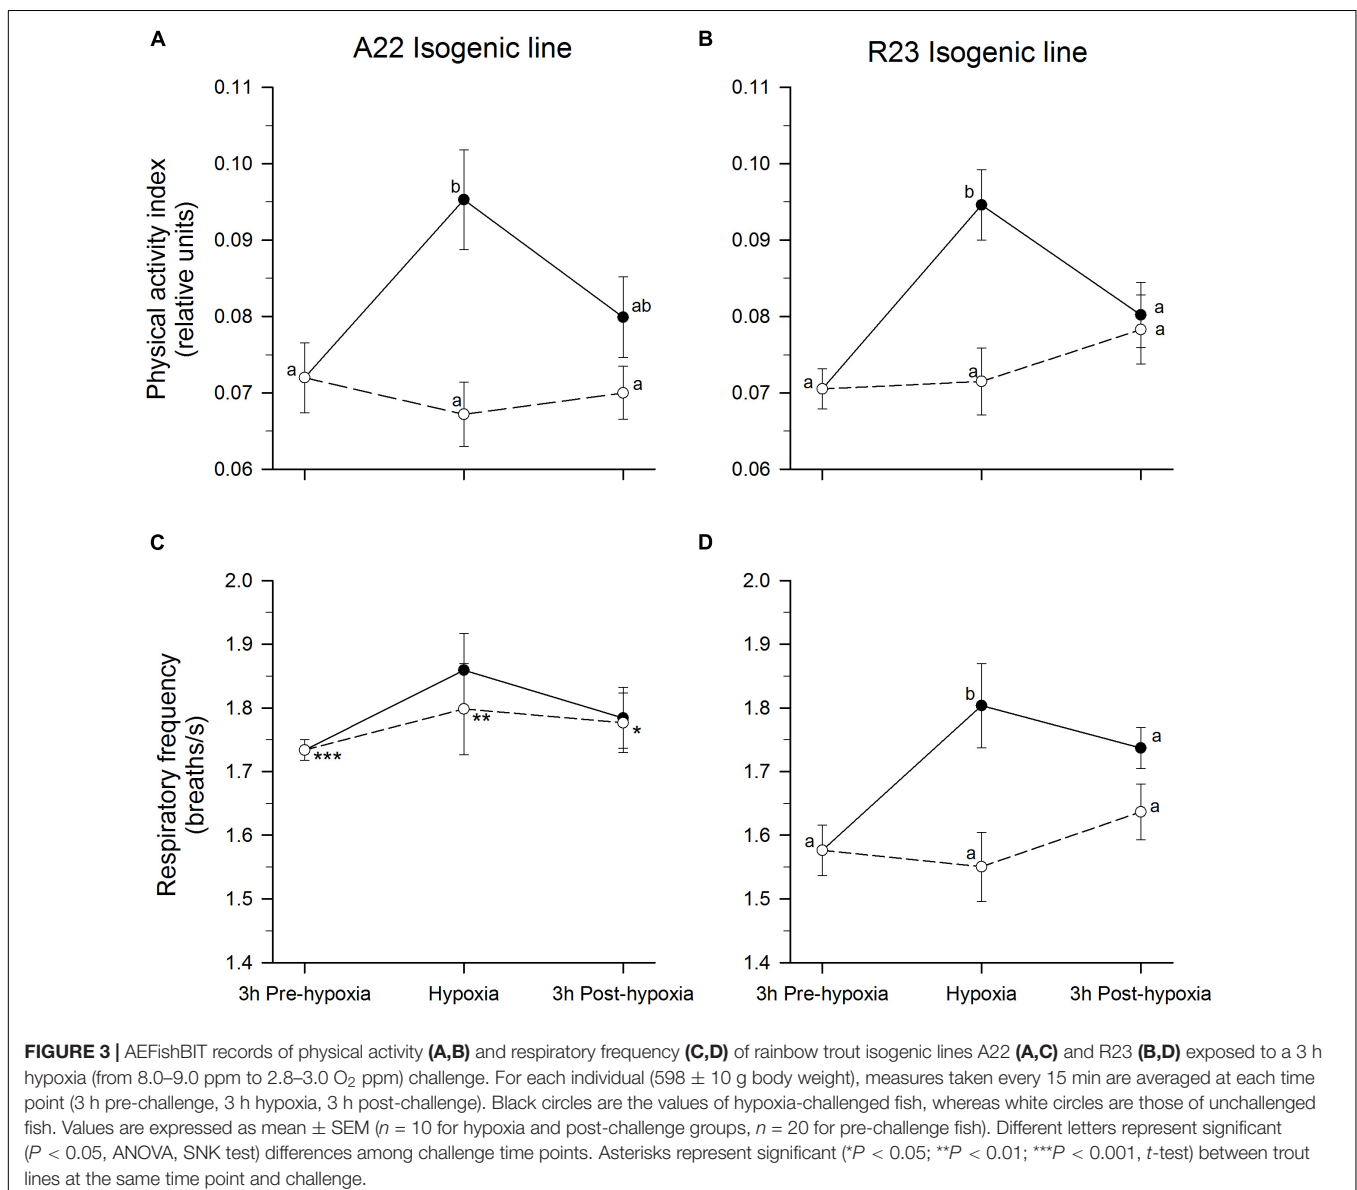 A
A22 Isogenic line
B
R23 Isogenic line
Physical activity index
(relative units)
0.11
0.10
0.09
0.08
0.07
0.06
a
b
ab
a
a
0.11
0.10
0.09
0.08
0.07
0.06
a
b
a
a
a
C
D
Respiratory frequency
(breaths/s)
2.0
1.9
1.8
1.7
1.6
1.5
1.4
***
**
*
3h Pre-hypoxia
Hypoxia
3h Post-hypoxia
2.0
1.9
1.8
1.7
1.6
1.5
1.4
a
b
a
a
a
3h Pre-hypoxia
Hypoxia
3h Post-hypoxia
FIGURE 3 | AEFishBIT records of physical activity (A,B) and respiratory frequency (C,D) of rainbow trout isogenic lines A22 (A,C) and R23 (B,D) exposed to a 3 h
hypoxia (from 8.0–9.0 ppm to 2.8–3.0 O₂ ppm) challenge. For each individual (598 ± 10 g body weight), measures taken every 15 min are averaged at each time
point (3 h pre-challenge, 3 h hypoxia, 3 h post-challenge). Black circles are the values of hypoxia-challenged fish, whereas white circles are those of unchallenged
fish. Values are expressed as mean ± SEM (n = 10 for hypoxia and post-challenge groups, n = 20 for pre-challenge fish). Different letters represent significant
(P < 0.05, ANOVA, SNK test) differences among challenge time points. Asterisks represent significant (*P < 0.05; **P < 0.01; ***P < 0.001, t-test) between trout
lines at the same time point and challenge.